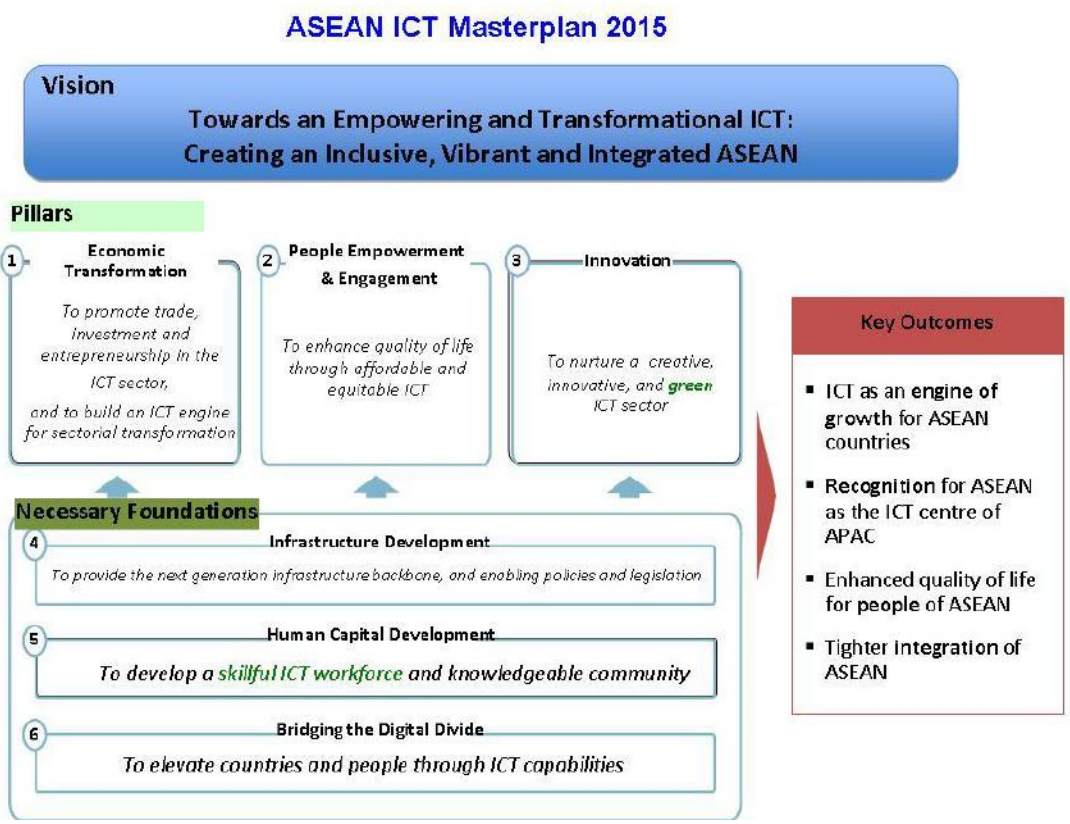 ASEAN ICT Masterplan 2015
Vision
Towards an Empowering and Transformational ICT:
Creating an Inclusive, Vibrant and Integrated ASEAN
Pillars
1
Economic
Transformation
To promote trade,
investment and
entrepreneurship in the
ICT sector,
and to build an ICT engine
for sectorial transformation
2
People Empowerment
& Engagement
To enhance quality of life
through affordable and
equitable ICT
3
Innovation
To nurture a creative,
innovative, and green
ICT sector
Necessary Foundations
4
Infrastructure Development
To provide the next generation infrastructure backbone, and enabling policies and legislation
5
Human Capital Development
To develop a skillful ICT workforce and knowledgeable community
6
Bridging the Digital Divide
To elevate countries and people through ICT capabilities
Key Outcomes
▪ ICT as an engine of
growth for ASEAN
countries
▪ Recognition for ASEAN
as the ICT centre of
APAC
▪ Enhanced quality of life
for people of ASEAN
▪ Tighter integration of
ASEAN